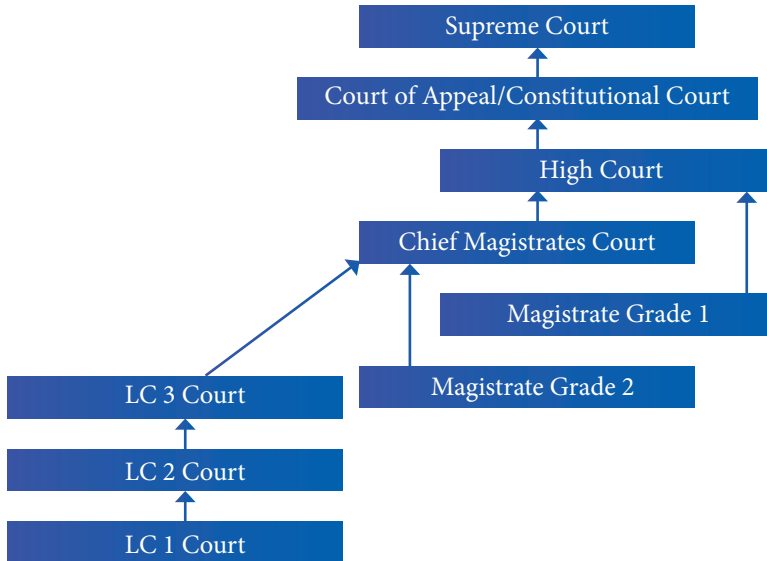 Supreme Court
Court of Appeal/Constitutional Court
High Court
Chief Magistrates Court
Magistrate Grade 1
Magistrate Grade 2
LC 3 Court
LC 2 Court
LC 1 Court